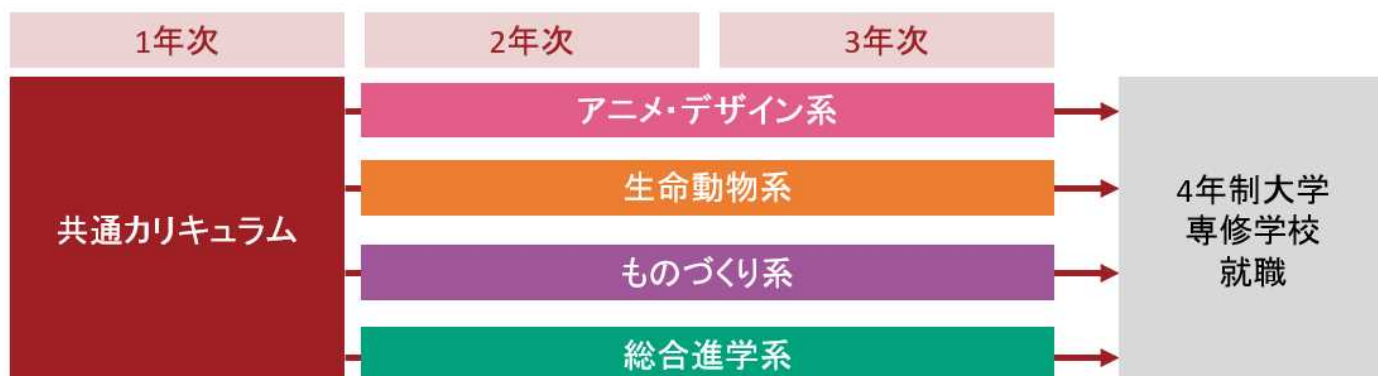 1年次
2年次
3年次
共通カリキュラム
アニメ・デザイン系
生命動物系
ものづくり系
総合進学系
4年制大学
専修学校
就職